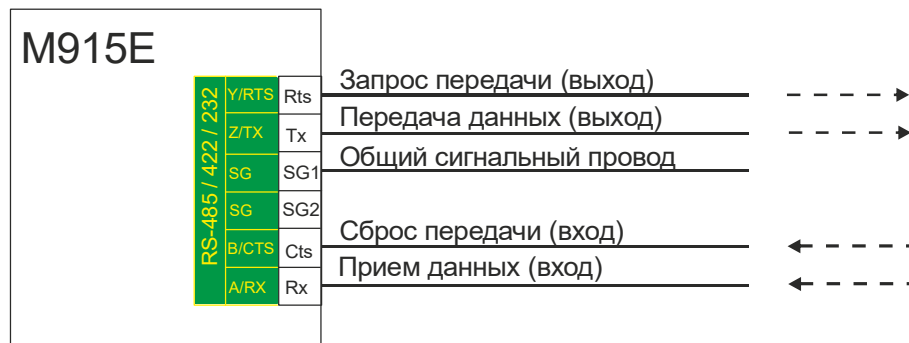 M915E
RS-485 / 422 / 232
Y/RTS Rts Запрос передачи (выход)
Z/TX Tx Передача данных (выход)
SG SG1 Общий сигнальный провод
SG SG2
B/CTS Cts Сброс передачи (вход)
A/RX Rx Прием данных (вход)